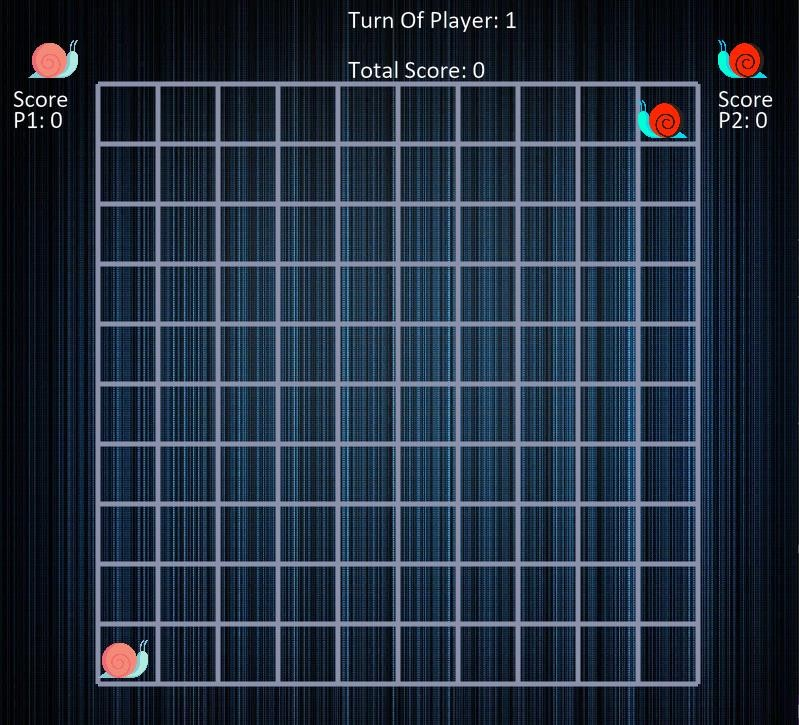 Turn Of Player: 1
Total Score: 0
Score
P1: 0
Score
P2: 0